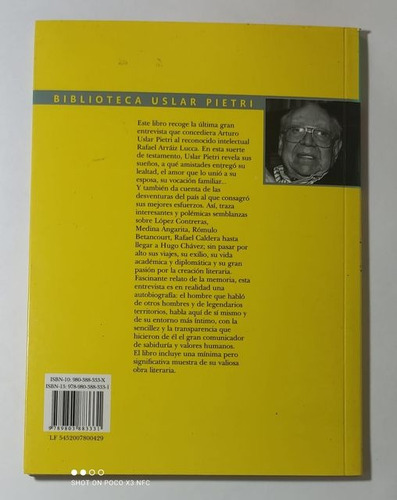 BIBLIOTECA USLAR PIETRI
Este libro recoge la última gran
entrevista que concediera Arturo
Uslar Pietri al reconocido intelectual
Rafael Arráiz Lucca. En esta suerte
de testamento, Uslar Pietri revela sus
sueños, a qué amistades entregó su
lealtad, el amor que lo unió a su
esposa, su vocación familiar...
Y también da cuenta de las
desventuras del país al que consagró
sus mejores esfuerzos. Así, traza
interesantes y polémicas semblanzas
sobre López Contreras,
Medina Angarita, Rómulo
Betancourt, Rafael Caldera hasta
llegar a Hugo Chávez, sin pasar por
alto sus viajes, su exilio, su vida
académica y diplomática y su gran
pasión por la creación literaria.
Fascinante relato de la memoria, esta
entrevista es en realidad una
autobiografía: el hombre que habló
de otros hombres y de legendarios
territorios, habla aquí de sí mismo y
de su entorno más íntimo, con la
sencillez y la transparencia que
hicieron de él el gran comunicador
de sabiduría y valores humanos.
El libro incluye una mínima pero
significativa muestra de su valiosa
obra literaria.
ISBN-10: 980-388-333-X
ISBN-13: 978-980-388-333-1
9 789803 883331
LF 5452007800429
SHOT ON POCO X3 NFC